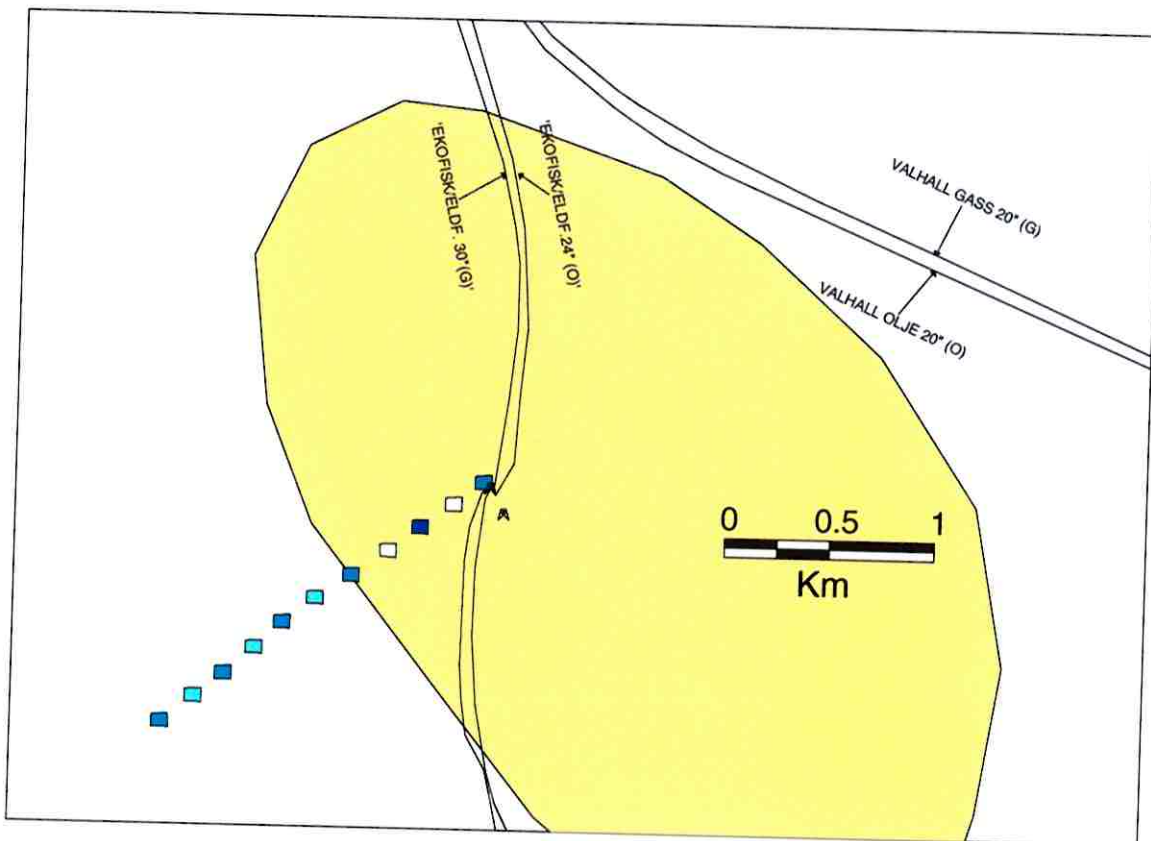 'EKOFISK/ELDF. 30"(G)'
'EKOFISK/ELDF.24" (O)'
VALHALL GASS 20" (G)
VALHALL OLJE 20" (O)
0 0.5 1
Km